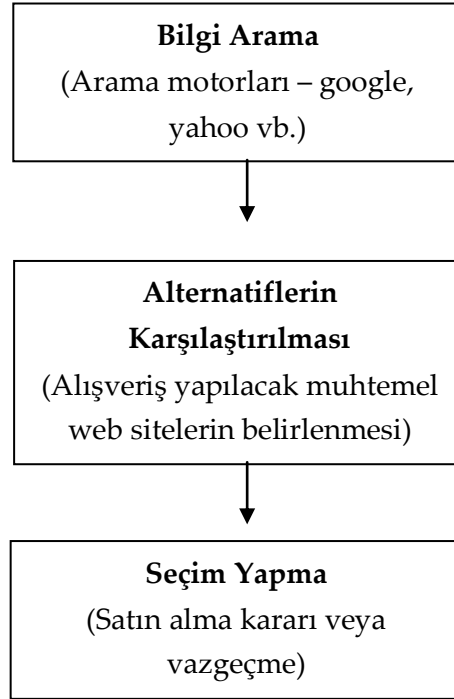 Bilgi Arama
(Arama motorları – google,
yahoo vb.)
Alternatiflerin
Karşılaştırılması
(Alışveriş yapılacak muhtemel
web sitelerin belirlenmesi)
Seçim Yapma
(Satın alma kararı veya
vazgeçme)